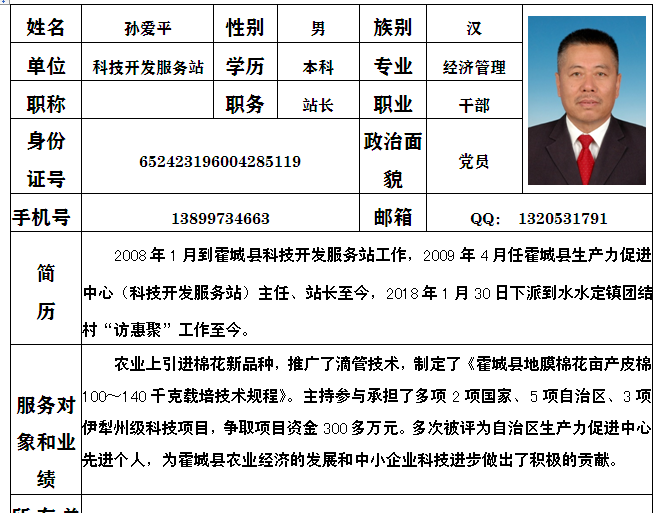 姓名 孙爱平 性别 男 族别 汉
单位 科技开发服务站 学历 本科 专业 经济管理
职称 职务 站长 职业 干部
身份证号 652423196004285119 政治面貌 党员
手机号 13899734663 邮箱 QQ： 1320531791
简历
2008年1月到霍城县科技开发服务站工作，2009年4月任霍城县生产力促进
中心（科技开发服务站）主任、站长至今，2018年1月30日下派到水水定镇团结
村“访惠聚”工作至今。
服务对象和业绩
农业上引进棉花新品种，推广了滴管技术，制定了《霍城县地膜棉花亩产皮棉
100～140千克载培技术规程》。主持参与承担了多项2项国家、5项自治区、3项
伊犁州级科技项目，争取项目资金300多万元。多次被评为自治区生产力促进中心
先进个人，为霍城县农业经济的发展和中小企业科技进步做出了积极的贡献。